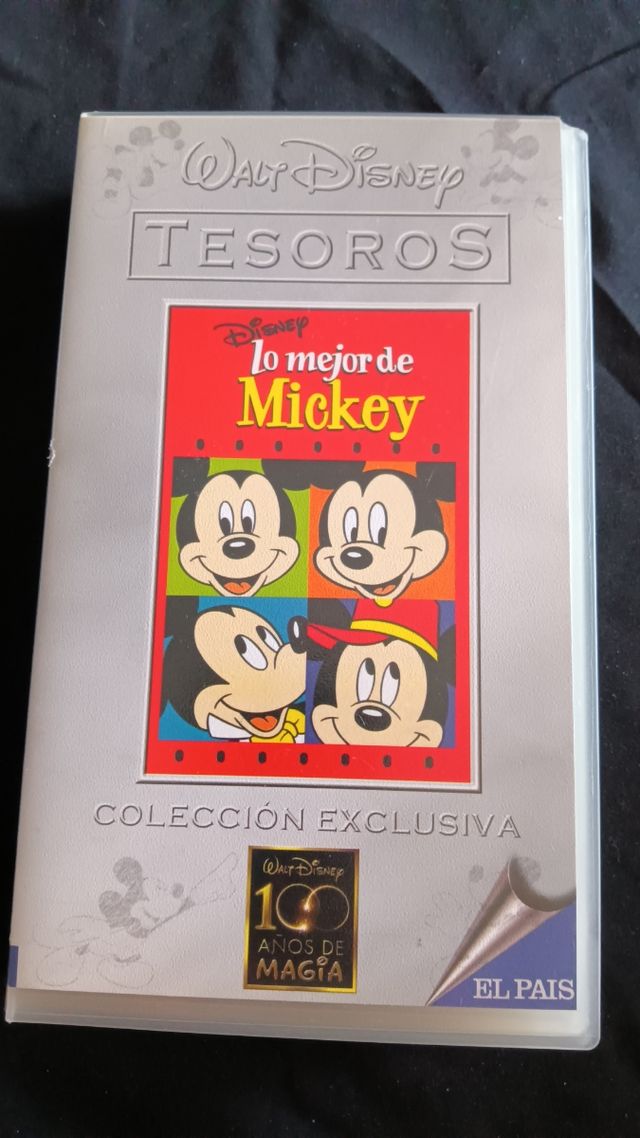 WALT DISNEY
TESOROS
DISNEY
lo mejor de
Mickey
COLECCIÓN EXCLUSIVA
WALT DISNEY
100
AÑOS DE
MAGIA
EL PAIS